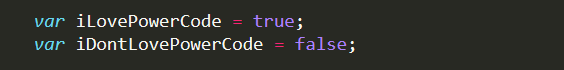 var iLovePowerCode = true;
var iDontLovePowerCode = false;